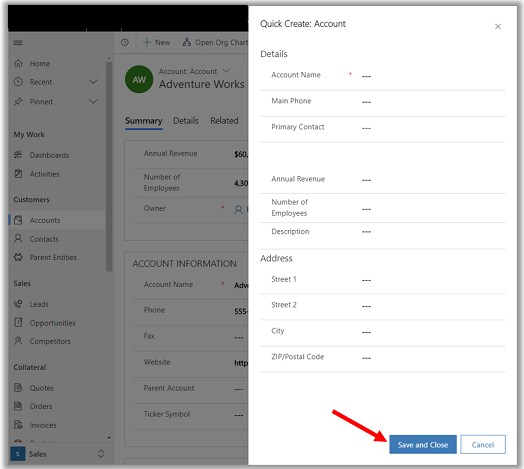 Quick Create: Account
New
Open Org Chart
Home
Recent
Pinned
My Work
Dashboards
Activities
Customers
Accounts
Contacts
Parent Entities
Sales
Leads
Opportunities
Competitors
Collateral
Quotes
Orders
Invoices
S Sales
AW
Account: Account
Adventure Works
Summary Details Related
Annual Revenue $60,
Number of
Employees 4,30
Owner *
ACCOUNT INFORMATION
Account Name * Adve
Phone 555-
Fax ---
Website http
Parent Account ---
Ticker Symbol ---
Details
Account Name * ---
Main Phone ---
Primary Contact ---
Annual Revenue ---
Number of
Employees ---
Description ---
Address
Street 1 ---
Street 2 ---
City ---
ZIP/Postal Code ---
Save and Close Cancel